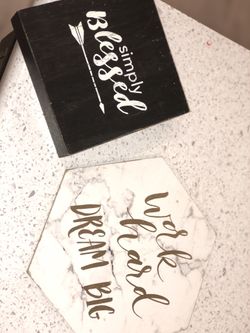 simply
Blessed
work
hard
DREAM BIG